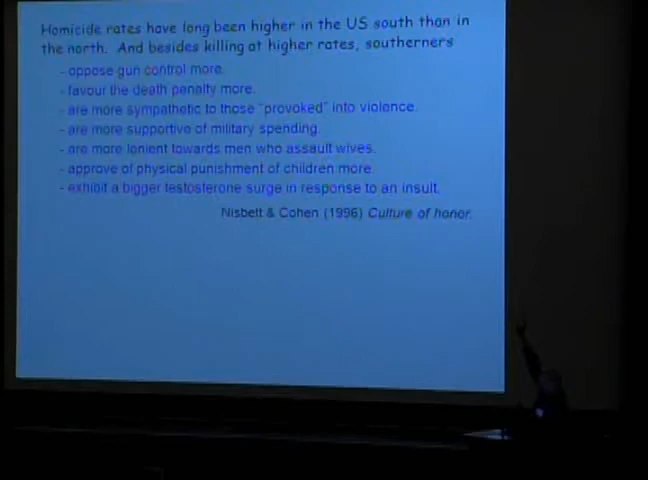 Homicide rates have long been higher in the US south than in
the north. And besides killing at higher rates, southerners
- oppose gun control more.
- favour the death penalty more.
- are more sympathetic to those "provoked" into violence.
- are more supportive of military spending.
- are more lenient towards men who assault wives.
- approve of physical punishment of children more.
- exhibit a bigger testosterone surge in response to an insult.
Nisbett & Cohen (1996) Culture of honor.